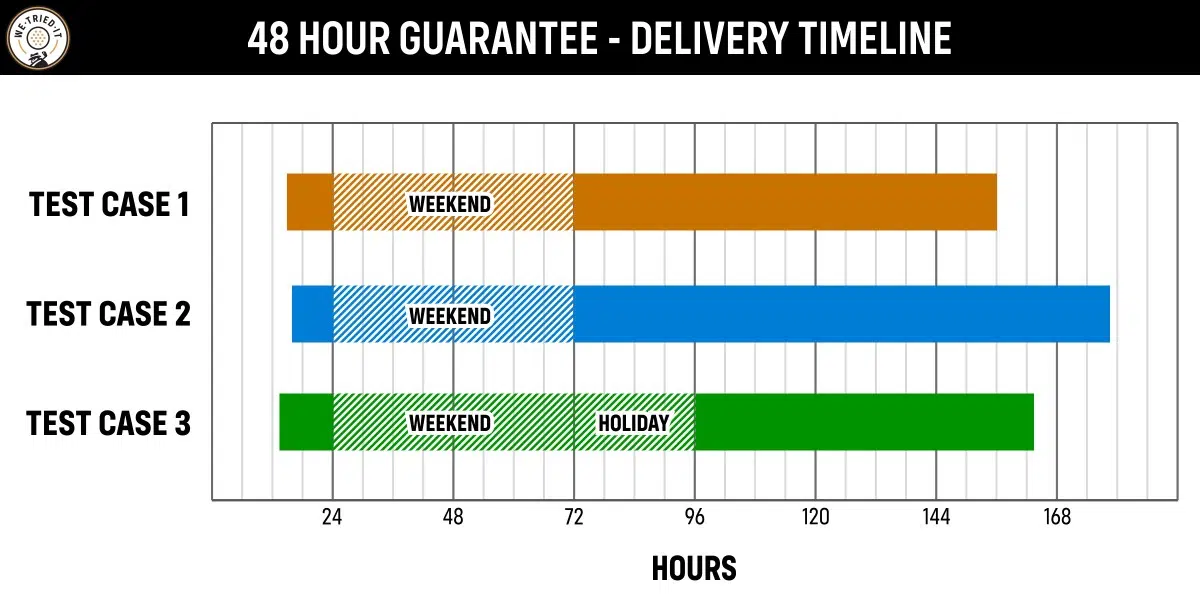 WE·TRIED·IT
48 HOUR GUARANTEE - DELIVERY TIMELINE
TEST CASE 1
WEEKEND
TEST CASE 2
WEEKEND
TEST CASE 3
WEEKEND HOLIDAY
24 48 72 96 120 144 168
HOURS